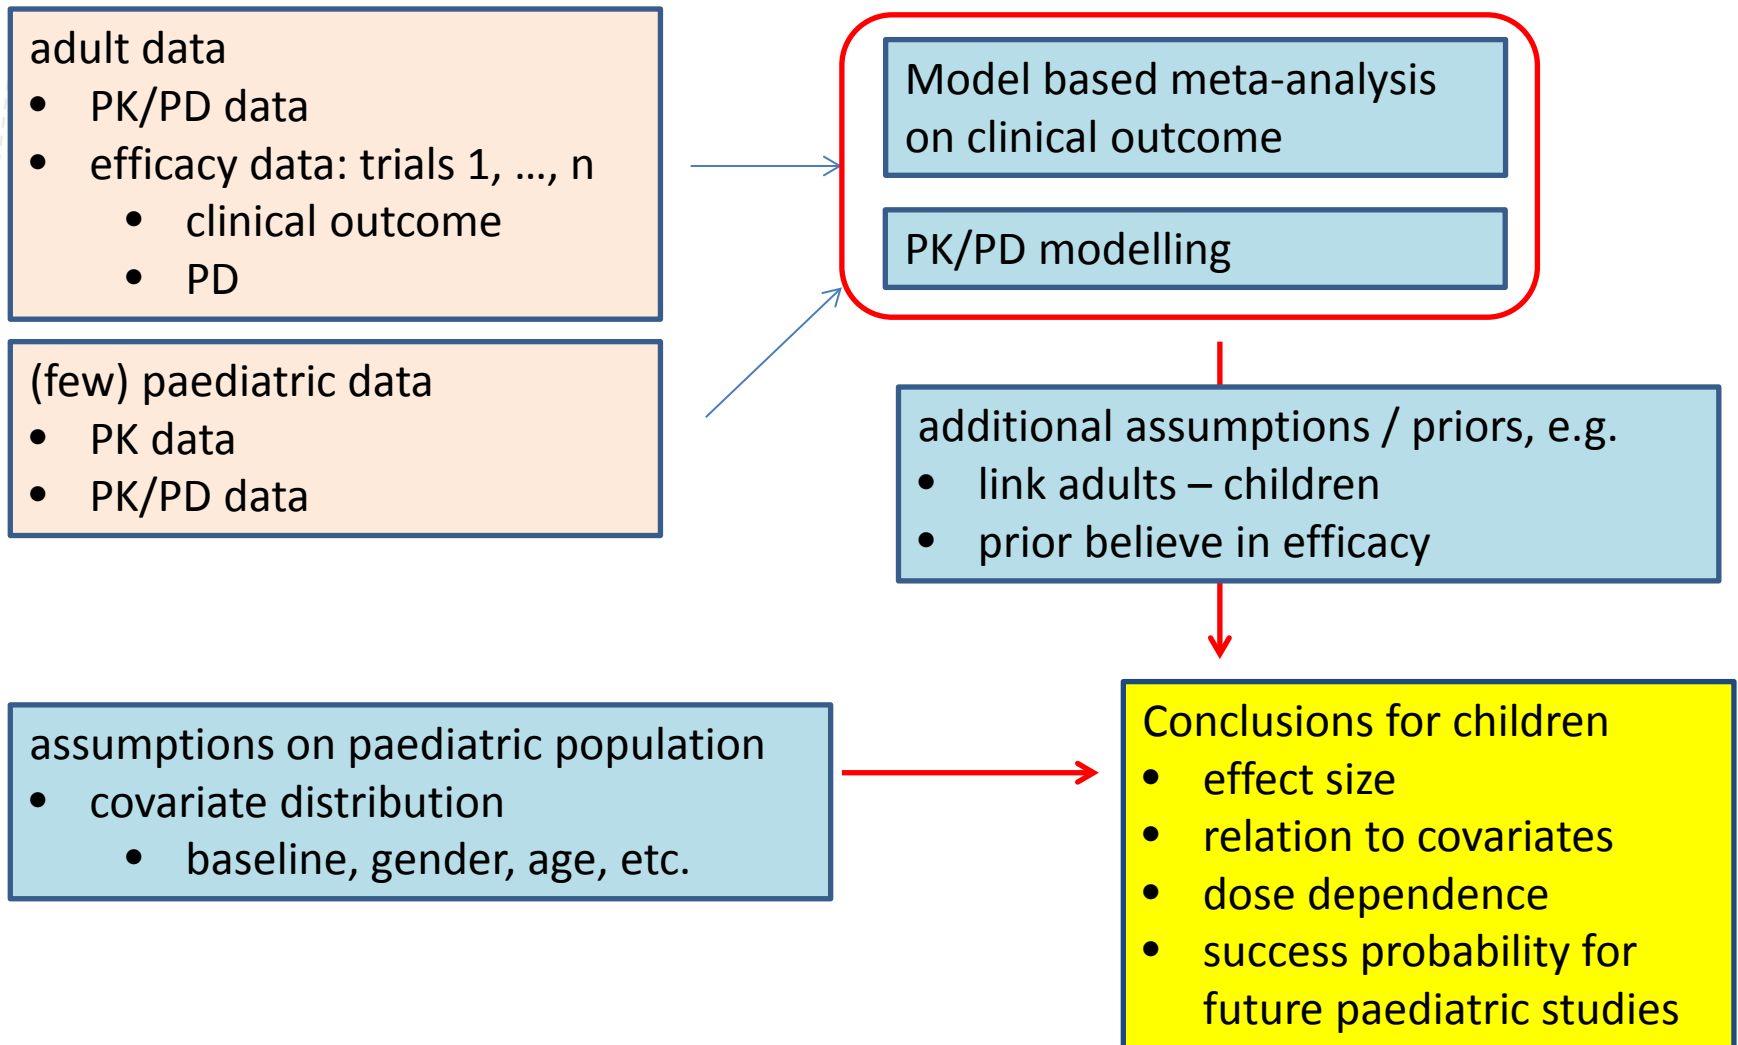 adult data
• PK/PD data
• efficacy data: trials 1, ..., n
• clinical outcome
• PD
(few) paediatric data
• PK data
• PK/PD data
Model based meta-analysis
on clinical outcome
PK/PD modelling
additional assumptions / priors, e.g.
• link adults – children
• prior believe in efficacy
assumptions on paediatric population
• covariate distribution
• baseline, gender, age, etc.
Conclusions for children
• effect size
• relation to covariates
• dose dependence
• success probability for
future paediatric studies